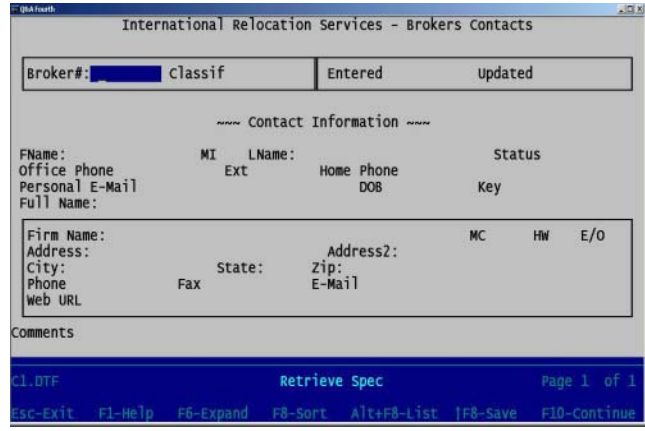 Q&A Fourth
International Relocation Services - Brokers Contacts
Broker#: Classif Entered Updated
~~~ Contact Information ~~~
FName: MI LName: Status
Office Phone Ext Home Phone
Personal E-Mail DOB Key
Full Name:
Firm Name: MC HW E/O
Address: Address2:
City: State: Zip:
Phone Fax E-Mail
Web URL
Comments
C1.DTF Retrieve Spec Page 1 of 1
Esc-Exit F1-Help F6-Expand F8-Sort Alt+F8-List ↑F8-Save F10-Continue